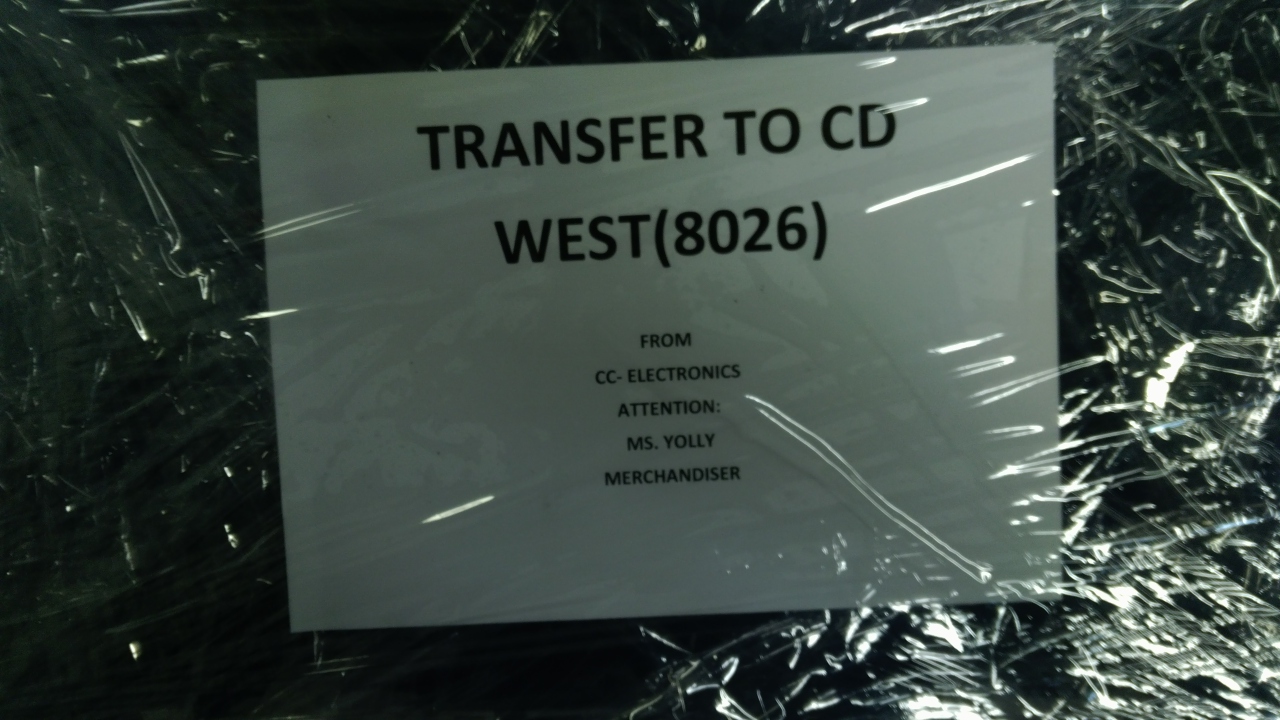 TRANSFER TO CD
WEST(8026)
FROM
CC- ELECTRONICS
ATTENTION:
MS. YOLLY
MERCHANDISER